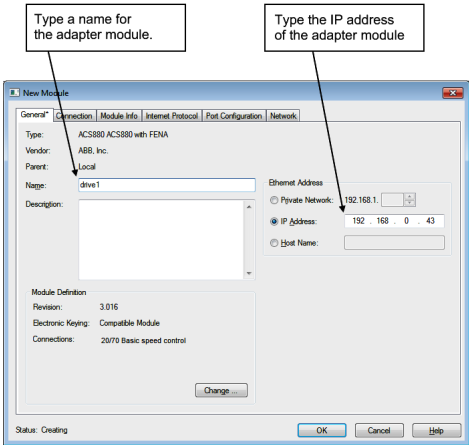 Type a name for
the adapter module.
Type the IP address
of the adapter module
New Module
General* Connection Module Info Internet Protocol Port Configuration Network
Type: ACS880 ACS880 with FENA
Vendor: ABB, Inc.
Parent: Local
Name: drive1
Description:
Ethernet Address
Private Network: 192.168.1.
IP Address: 192 . 168 . 0 . 43
Host Name:
Module Definition
Revision: 3.016
Electronic Keying: Compatible Module
Connections: 20/70 Basic speed control
Change ...
Status: Creating
OK Cancel Help